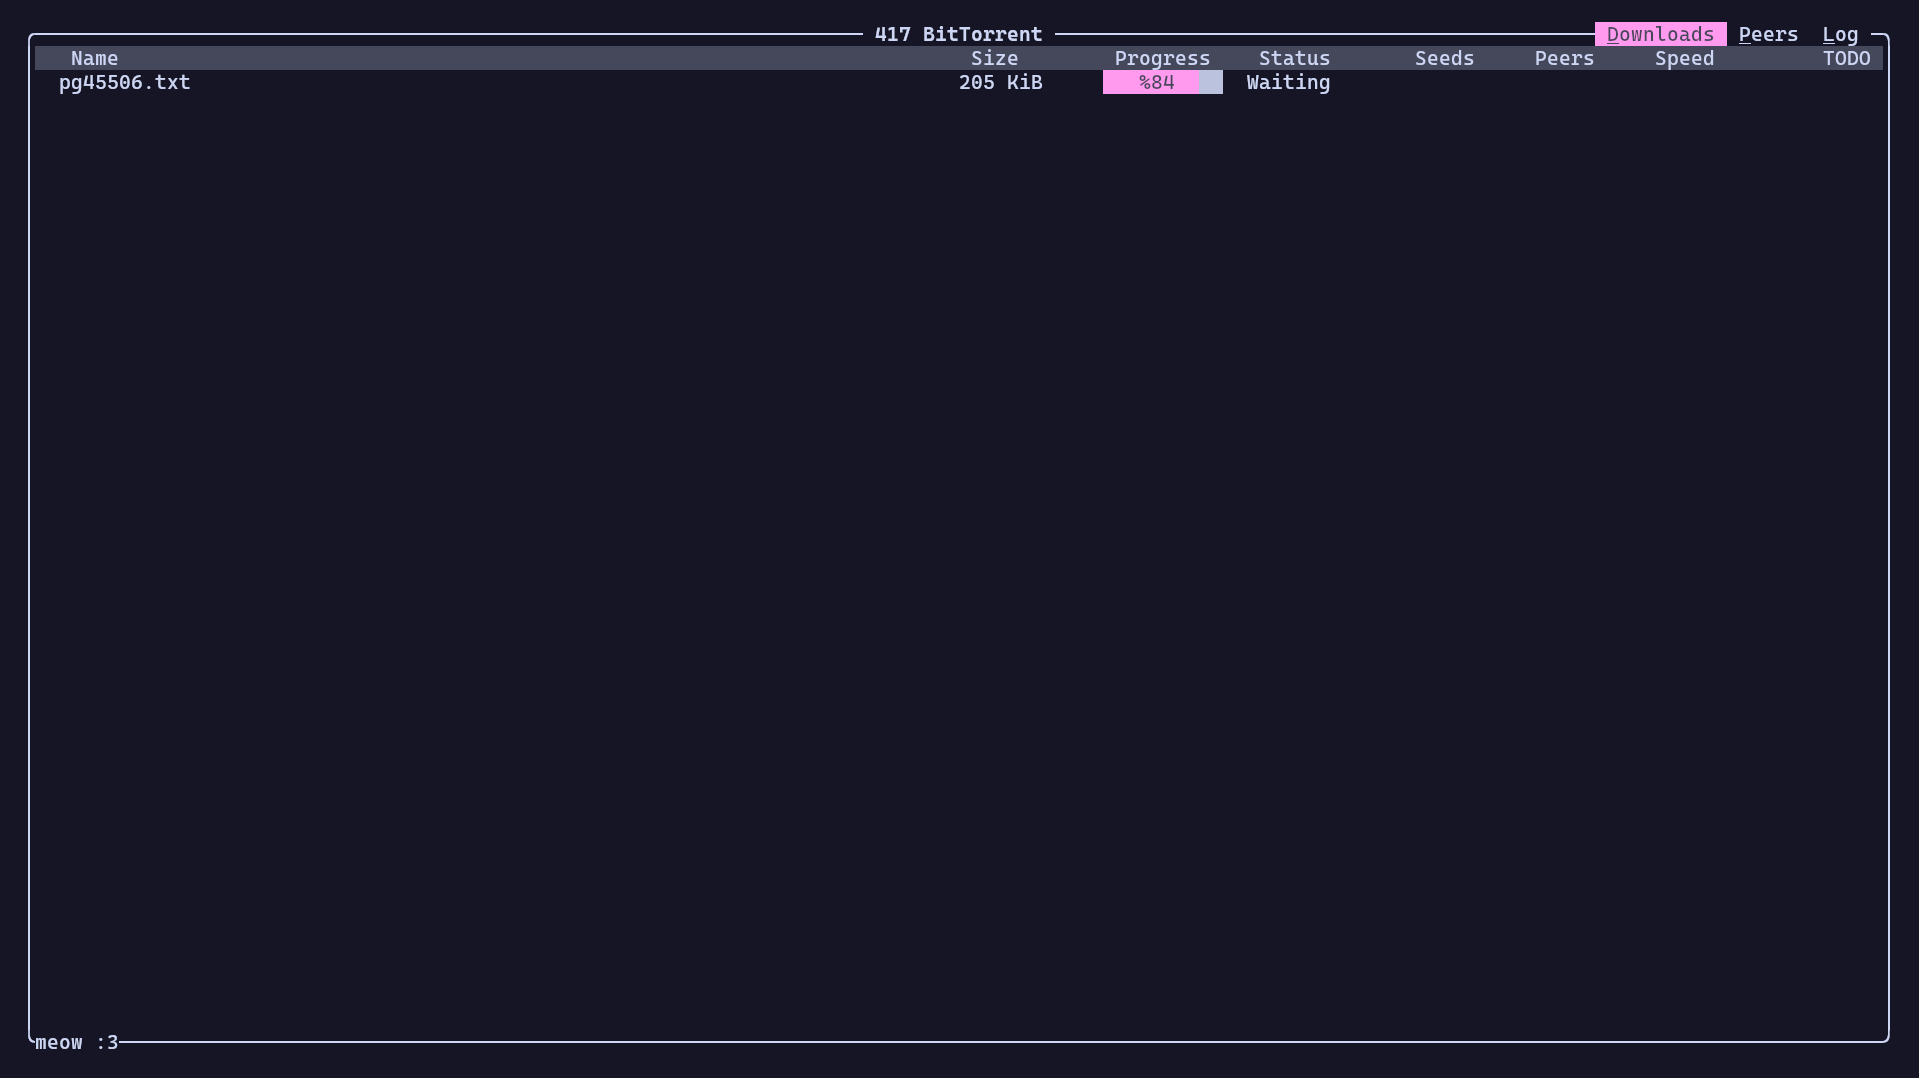 417 BitTorrent Downloads Peers Log
Name Size Progress Status Seeds Peers Speed TODO
pg45506.txt 205 KiB %84 Waiting
meow :3